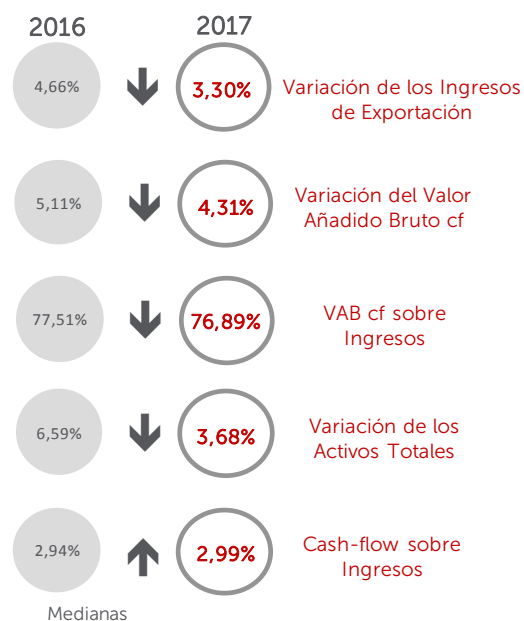 2016
2017
4,66%
3,30%
Variación de los Ingresos
de Exportación
5,11%
4,31%
Variación del Valor
Añadido Bruto cf
77,51%
76,89%
VAB cf sobre
Ingresos
6,59%
3,68%
Variación de los
Activos Totales
2,94%
2,99%
Cash-flow sobre
Ingresos
Medianas